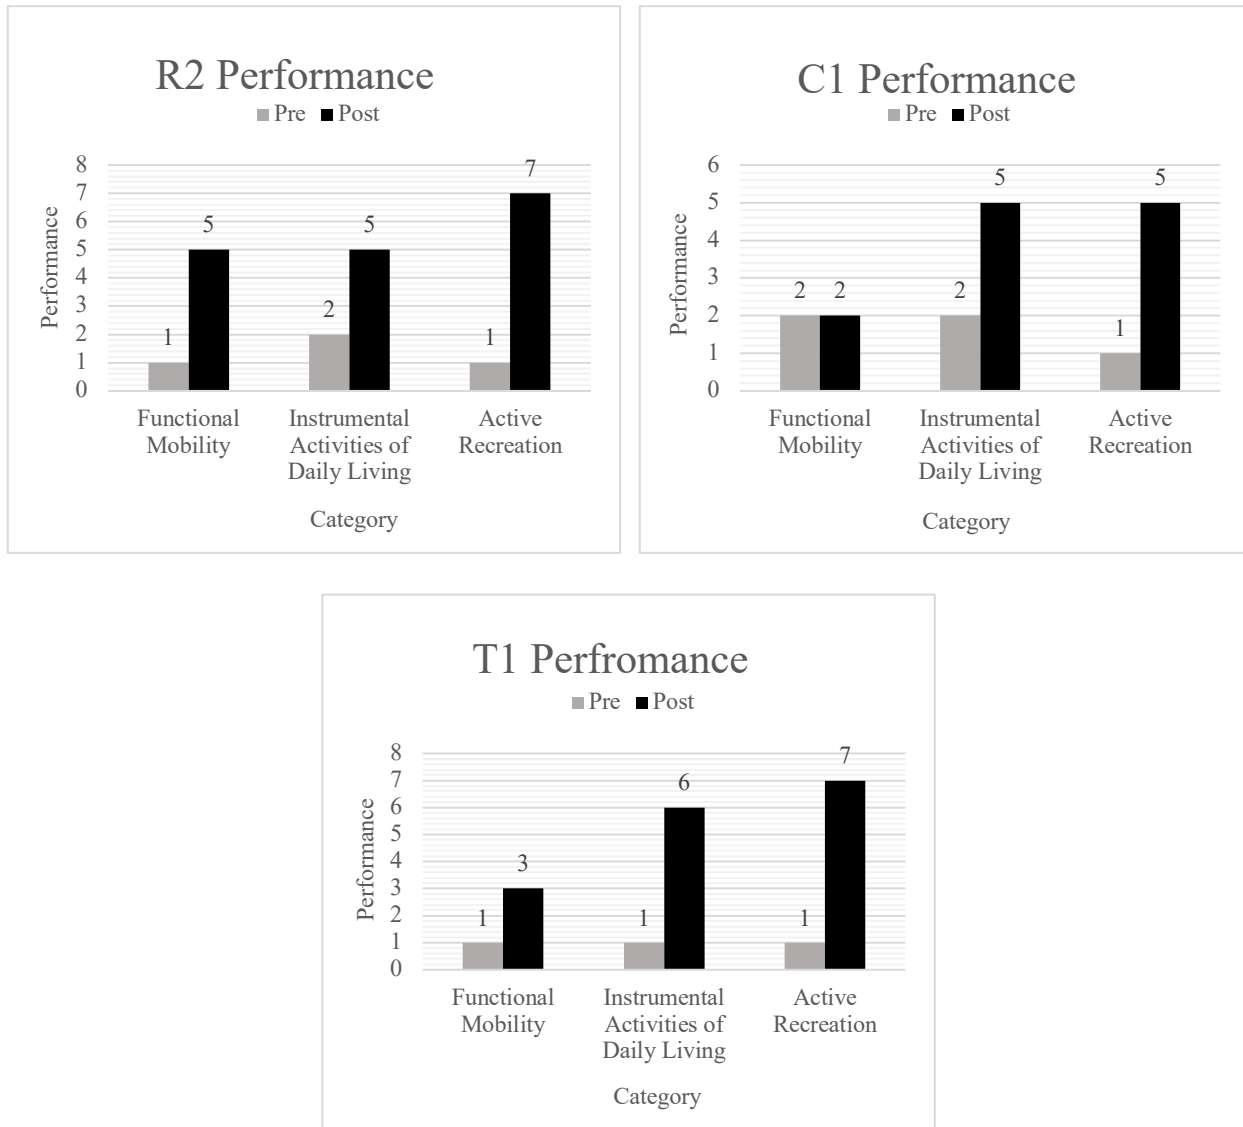 R2 Performance
Pre Post
8
7
6
5
4
3
2
1
0
Performance
1
5
2
5
1
7
Functional Mobility
Instrumental Activities of Daily Living
Active Recreation
Category
C1 Performance
Pre Post
6
5
4
3
2
1
0
Performance
2
2
2
5
1
5
Functional Mobility
Instrumental Activities of Daily Living
Active Recreation
Category
T1 Perfromance
Pre Post
8
7
6
5
4
3
2
1
0
Performance
1
3
1
6
1
7
Functional Mobility
Instrumental Activities of Daily Living
Active Recreation
Category